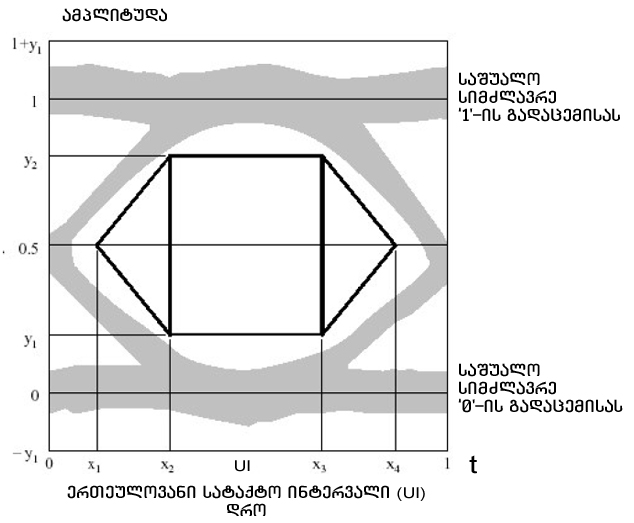 ამპლიტუდა
1+y₁
1
y₂
0.5
y₁
0
−y₁
საშუალო
სიმძლავრე
'1'-ის გადაცემისას
საშუალო
სიმძლავრე
'0'-ის გადაცემისას
0 x₁ x₂ UI x₃ x₄ 1 t
ერთეულოვანი სატაქტო ინტერვალი (UI)
დრო